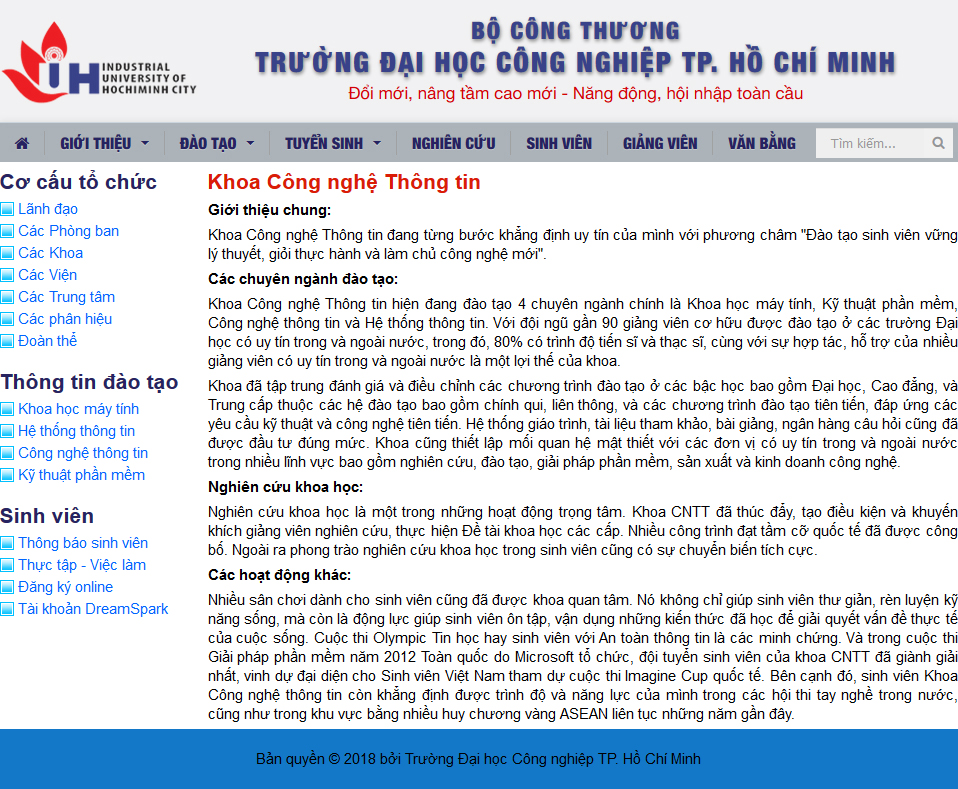 BỘ CÔNG THƯƠNG
TRƯỜNG ĐẠI HỌC CÔNG NGHIỆP TP. HỒ CHÍ MINH
Đổi mới, nâng tầm cao mới - Năng động, hội nhập toàn cầu
IUH
INDUSTRIAL
UNIVERSITY OF
HOCHIMINH CITY
GIỚI THIỆU ĐÀO TẠO TUYỂN SINH NGHIÊN CỨU SINH VIÊN GIẢNG VIÊN VĂN BẰNG Tìm kiếm...
Cơ cấu tổ chức
Lãnh đạo
Các Phòng ban
Các Khoa
Các Viện
Các Trung tâm
Các phân hiệu
Đoàn thể
Thông tin đào tạo
Khoa học máy tính
Hệ thống thông tin
Công nghệ thông tin
Kỹ thuật phần mềm
Sinh viên
Thông báo sinh viên
Thực tập - Việc làm
Đăng ký online
Tài khoản DreamSpark
Khoa Công nghệ Thông tin
Giới thiệu chung:
Khoa Công nghệ Thông tin đang từng bước khẳng định uy tín của mình với phương châm "Đào tạo sinh viên vững
lý thuyết, giỏi thực hành và làm chủ công nghệ mới".
Các chuyên ngành đào tạo:
Khoa Công nghệ Thông tin hiện đang đào tạo 4 chuyên ngành chính là Khoa học máy tính, Kỹ thuật phần mềm,
Công nghệ thông tin và Hệ thống thông tin. Với đội ngũ gần 90 giảng viên cơ hữu được đào tạo ở các trường Đại
học có uy tín trong và ngoài nước, trong đó, 80% có trình độ tiến sĩ và thạc sĩ, cùng với sự hợp tác, hỗ trợ của nhiều
giảng viên có uy tín trong và ngoài nước là một lợi thế của khoa.
Khoa đã tập trung đánh giá và điều chỉnh các chương trình đào tạo ở các bậc học bao gồm Đại học, Cao đẳng, và
Trung cấp thuộc các hệ đào tạo bao gồm chính qui, liên thông, và các chương trình đào tạo tiên tiến, đáp ứng các
yêu cầu kỹ thuật và công nghệ tiên tiến. Hệ thống giáo trình, tài liệu tham khảo, bài giảng, ngân hàng câu hỏi cũng đã
được đầu tư đúng mức. Khoa cũng thiết lập mối quan hệ mật thiết với các đơn vị có uy tín trong và ngoài nước
trong nhiều lĩnh vực bao gồm nghiên cứu, đào tạo, giải pháp phần mềm, sản xuất và kinh doanh công nghệ.
Nghiên cứu khoa học:
Nghiên cứu khoa học là một trong những hoạt động trọng tâm. Khoa CNTT đã thúc đẩy, tạo điều kiện và khuyến
khích giảng viên nghiên cứu, thực hiện Đề tài khoa học các cấp. Nhiều công trình đạt tầm cỡ quốc tế đã được công
bố. Ngoài ra phong trào nghiên cứu khoa học trong sinh viên cũng có sự chuyển biến tích cực.
Các hoạt động khác:
Nhiều sân chơi dành cho sinh viên cũng đã được khoa quan tâm. Nó không chỉ giúp sinh viên thư giản, rèn luyện kỹ
năng sống, mà còn là động lực giúp sinh viên ôn tập, vận dụng những kiến thức đã học để giải quyết vấn đề thực tế
của cuộc sống. Cuộc thi Olympic Tin học hay sinh viên với An toàn thông tin là các minh chứng. Và trong cuộc thi
Giải pháp phần mềm năm 2012 Toàn quốc do Microsoft tổ chức, đội tuyển sinh viên của khoa CNTT đã giành giải
nhất, vinh dự đại diện cho Sinh viên Việt Nam tham dự cuộc thi Imagine Cup quốc tế. Bên cạnh đó, sinh viên Khoa
Công nghệ thông tin còn khẳng định được trình độ và năng lực của mình trong các hội thi tay nghề trong nước,
cũng như trong khu vực bằng nhiều huy chương vàng ASEAN liên tục những năm gần đây.
Bản quyền © 2018 bởi Trường Đại học Công nghiệp TP. Hồ Chí Minh